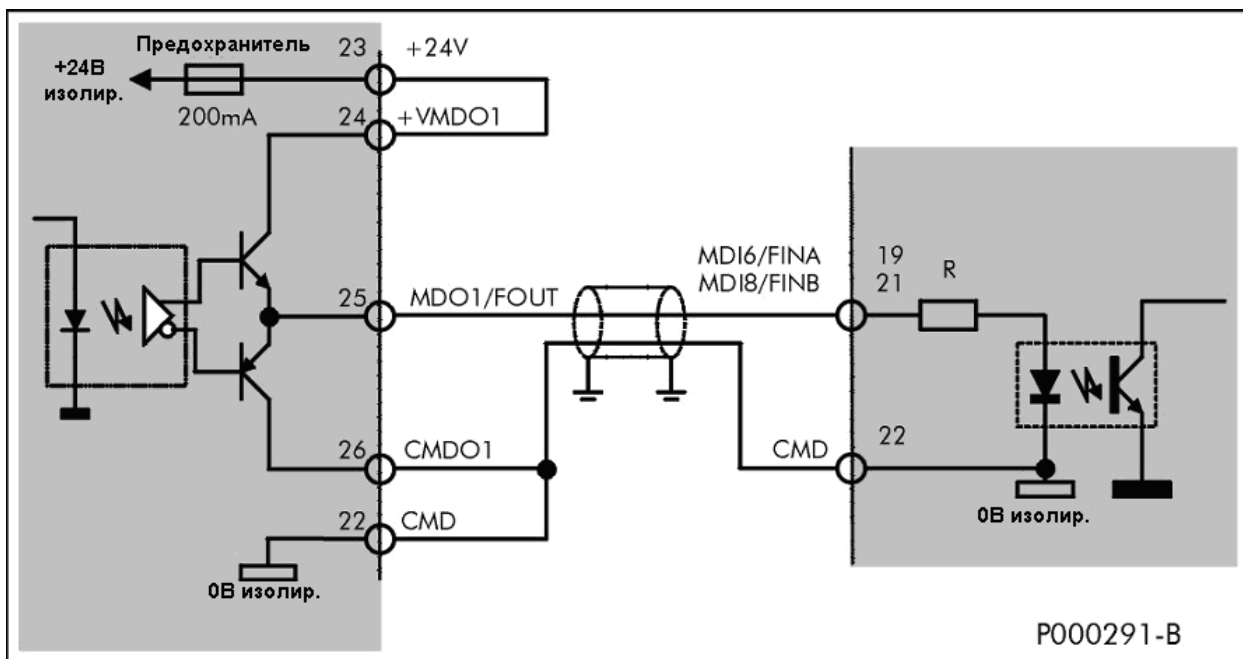 Предохранитель
23
+24V
+24В
изолир.
200mA
24
+VMDO1
MDI6/FINA
19
MDI8/FINB
21
R
25
MDO1/FOUT
26
CMDO1
CMD
22
22
CMD
0В изолир.
0В изолир.
P000291-B